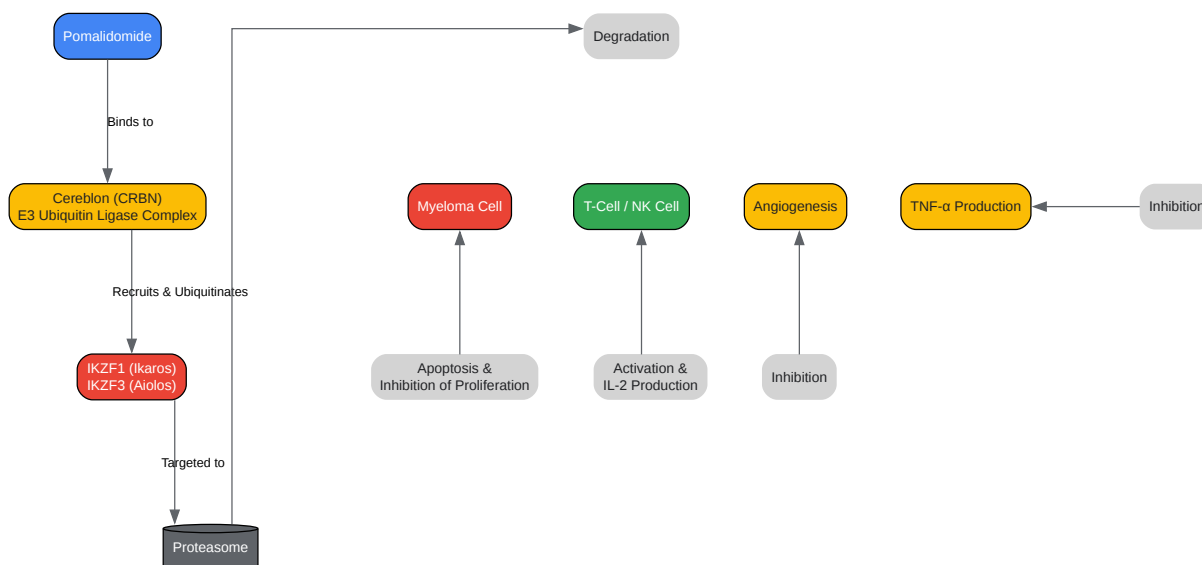 Pomalidomide
Degradation
Binds to
Cereblon (CRBN)
E3 Ubiquitin Ligase Complex
Myeloma Cell
T-Cell / NK Cell
Angiogenesis
TNF-α Production
Inhibition
Recruits & Ubiquitinates
IKZF1 (Ikaros)
IKZF3 (Aiolos)
Apoptosis &
Inhibition of Proliferation
Activation &
IL-2 Production
Inhibition
Targeted to
Proteasome